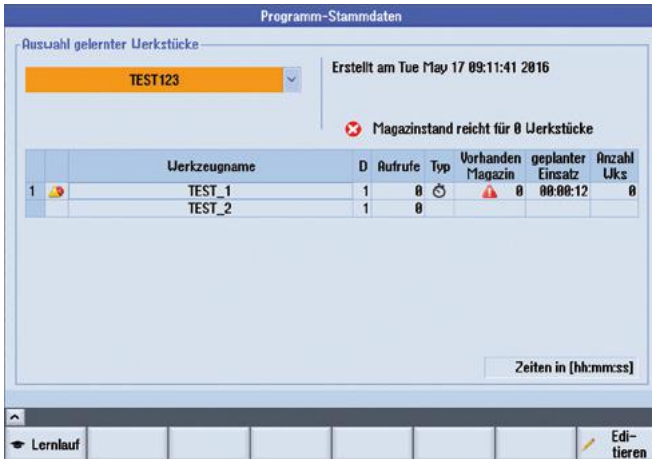 Programm-Stammdaten
Auswahl gelernter Werkstücke
TEST123
Erstellt am Tue May 17 09:11:41 2016
Magazinstand reicht für 0 Werkstücke
Werkzeugname D Aufrufe Typ Vorhanden Magazin geplanter Einsatz Anzahl Wks
1 TEST_1 1 0 0 00:00:12 0
TEST_2 1 0
Zeiten in [hh:mm:ss]
Lernlauf
Edi-
tieren